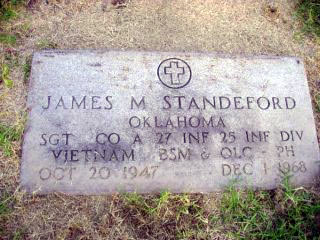 JAMES M STANDEFORD
OKLAHOMA
SGT CO A 27 INF 25 INF DIV
VIETNAM BSM & OLC PH
OCT 20 1947 DEC 1 1968